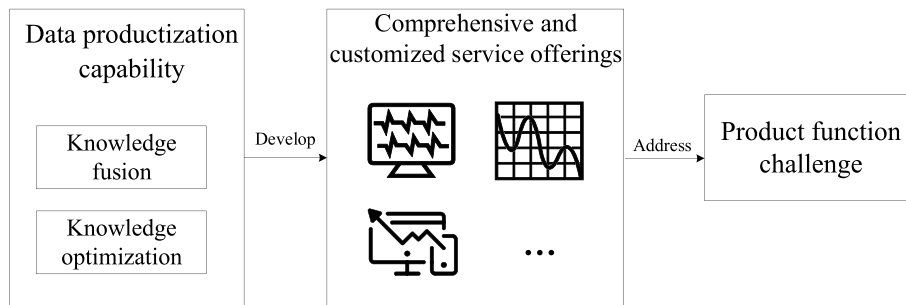 Data productization
capability
Knowledge
fusion
Knowledge
optimization
Develop
Comprehensive and
customized service offerings
...
Address
Product function
challenge